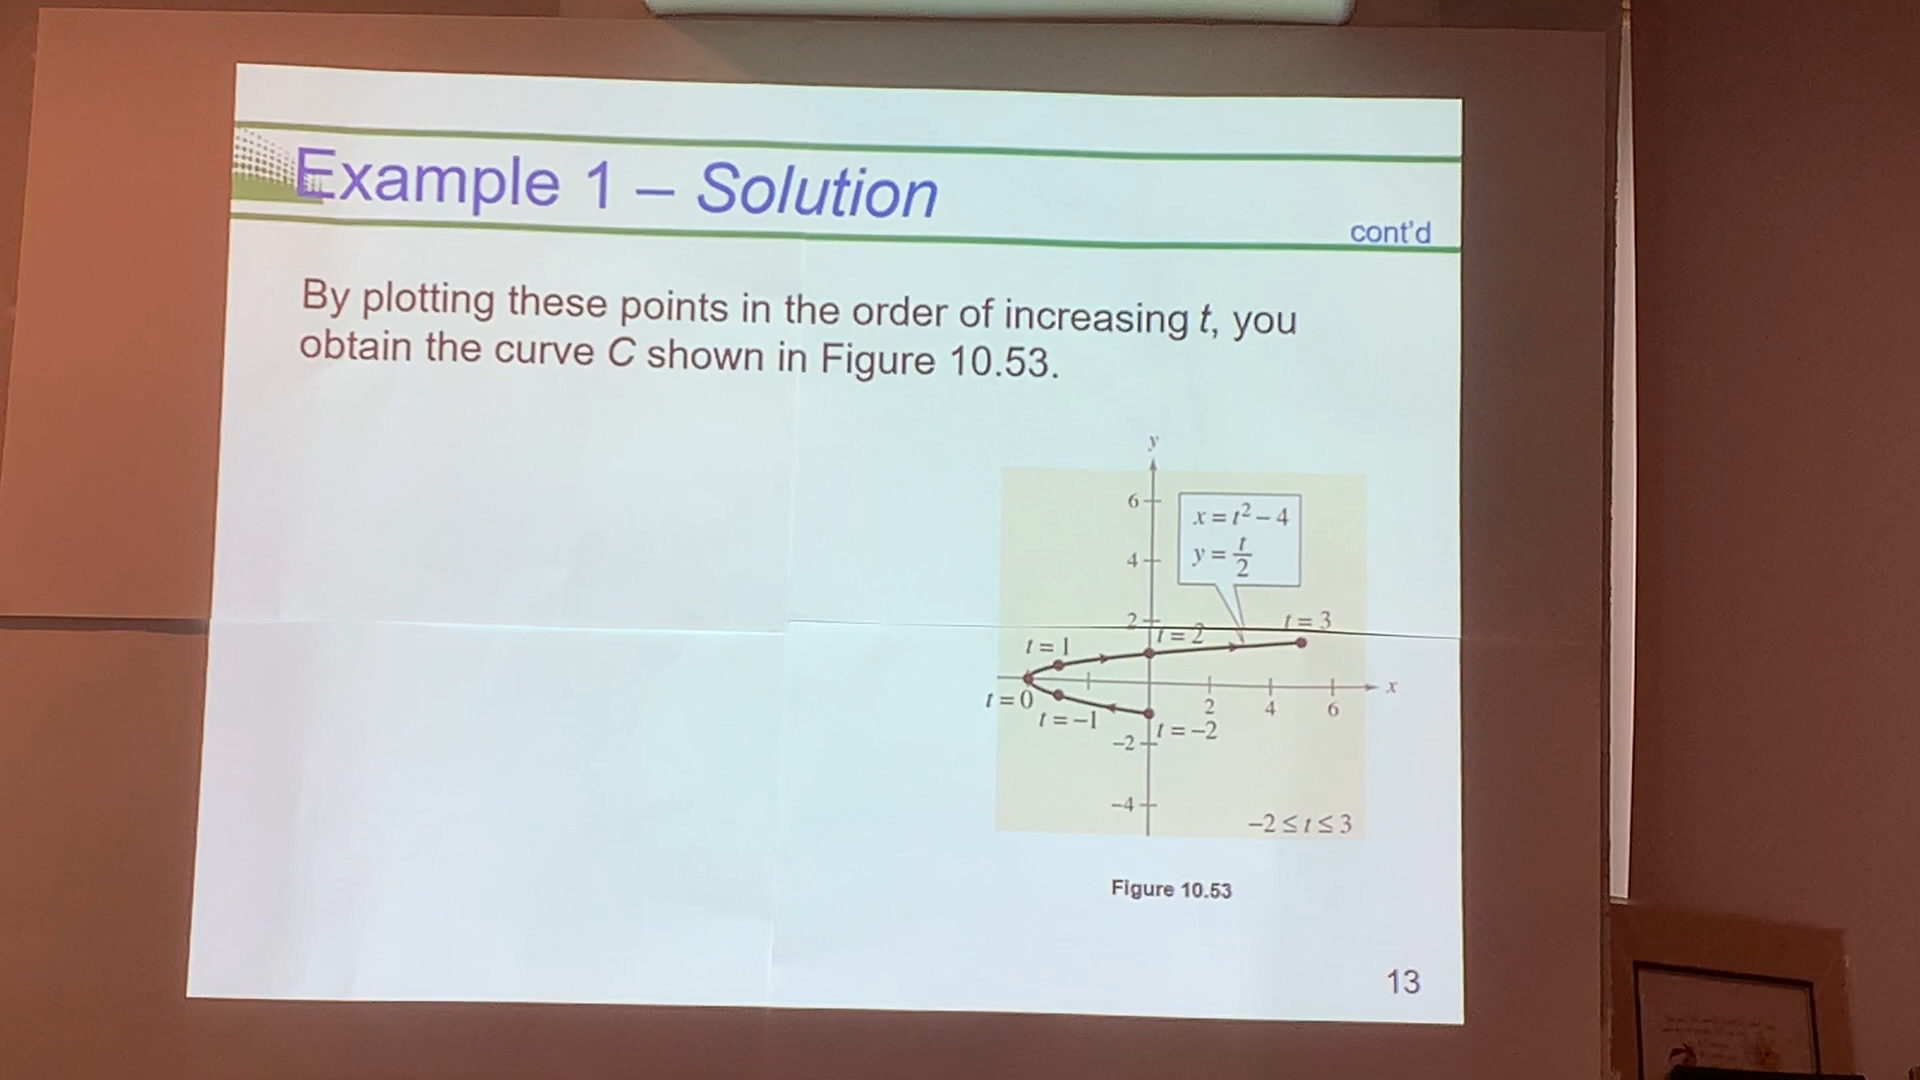 Example 1 – Solution
cont'd
By plotting these points in the order of increasing t, you
obtain the curve C shown in Figure 10.53.
y
6
x = t² – 4
y = t/2
4
2
t = 2
t = 3
t = 1
x
t = 0
t = –1
2
4
6
t = –2
–2
–4
–2 ≤ t ≤ 3
Figure 10.53
13